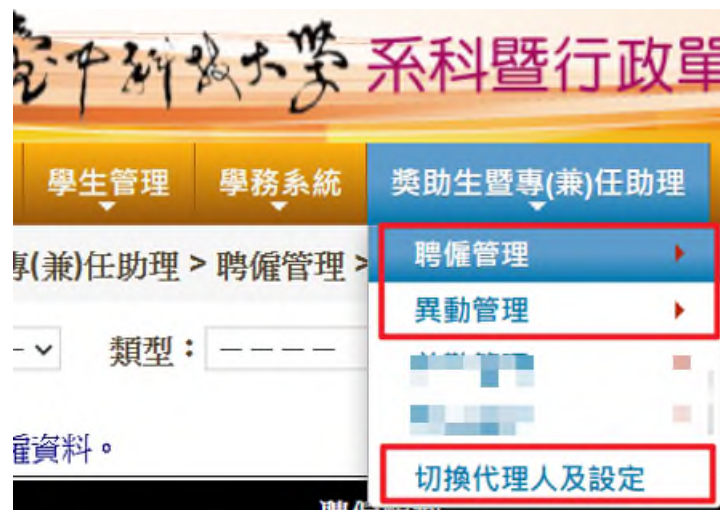 臺中科技大學 系科暨行政單
學生管理 學務系統 獎助生暨專(兼)任助理
專(兼)任助理 > 聘僱管理 >
聘僱管理
異動管理
類型：————
僱資料。
切換代理人及設定